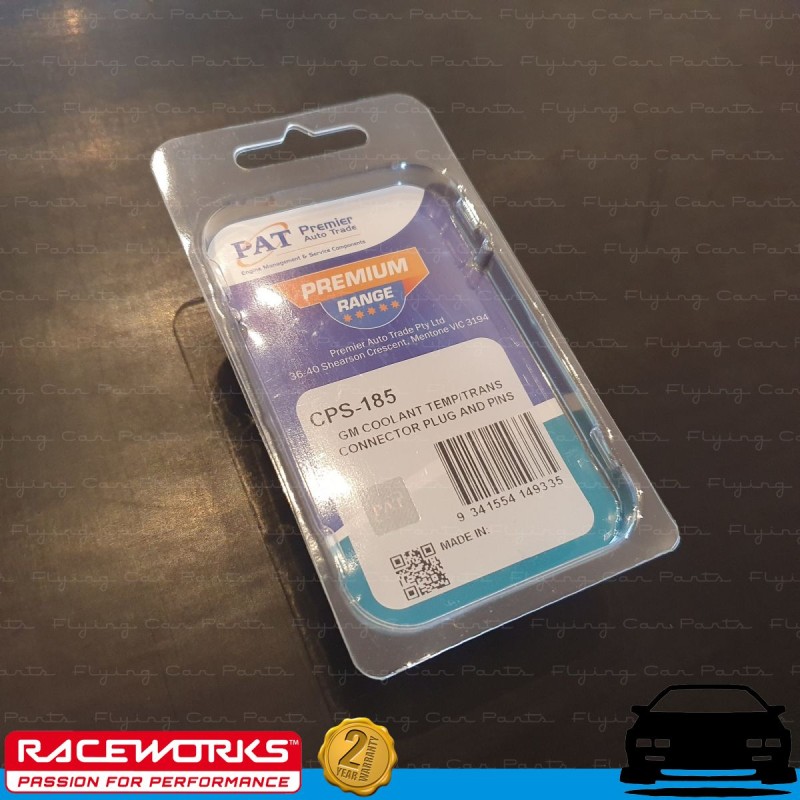 Flying Car Parts
PAT Premier
Auto Trade
Engine Management & Service Components
PREMIUM
RANGE
Premier Auto Trade Pty Ltd
36-40 Shearson Crescent, Mentone VIC 3194
CPS-185
GM COOLANT TEMP/TRANS
CONNECTOR PLUG AND PINS
PAT
9 341554 149335
MADE IN:
RACEWORKS™
PASSION FOR PERFORMANCE
2
YEAR WARRANTY